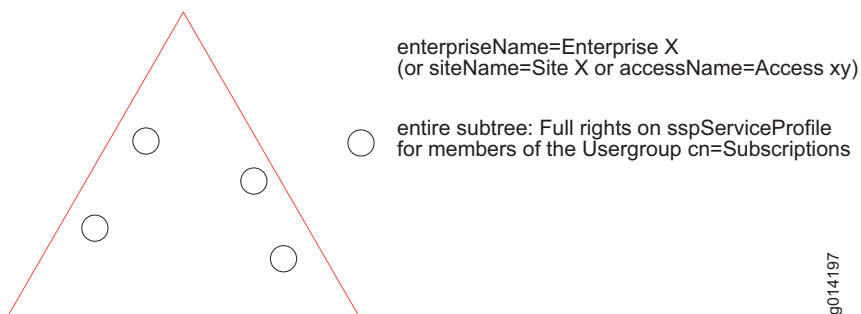 enterpriseName=Enterprise X
(or siteName=Site X or accessName=Access xy)
entire subtree: Full rights on sspServiceProfile
for members of the Usergroup cn=Subscriptions
g014197